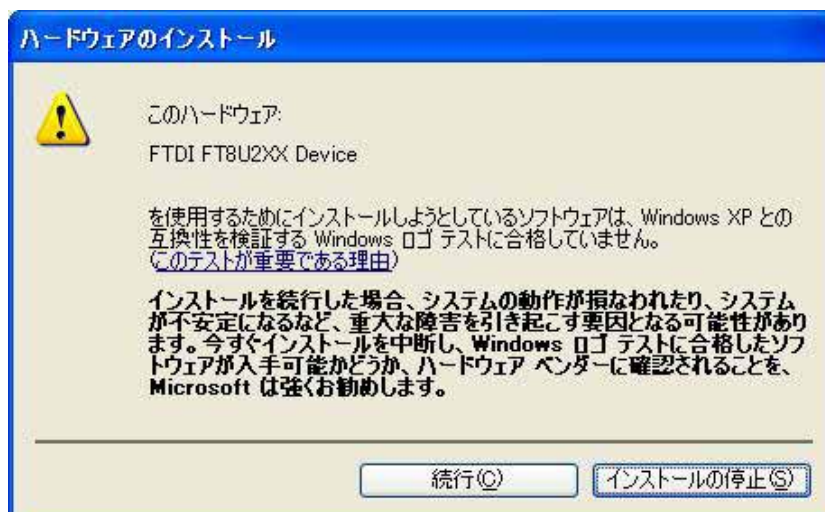 ハードウェアのインストール
このハードウェア:
FTDI FT8U2XX Device
を使用するためにインストールしようとしているソフトウェアは、Windows XP との
互換性を検証する Windows ロゴ テストに合格していません。
(このテストが重要である理由)
インストールを続行した場合、システムの動作が損なわれたり、システム
が不安定になるなど、重大な障害を引き起こす要因となる可能性があり
ます。今すぐインストールを中断し、Windows ロゴ テストに合格したソフ
トウェアが入手可能かどうか、ハードウェア ベンダーに確認されることを、
Microsoft は強くお勧めします。
続行(C)
インストールの停止(S)